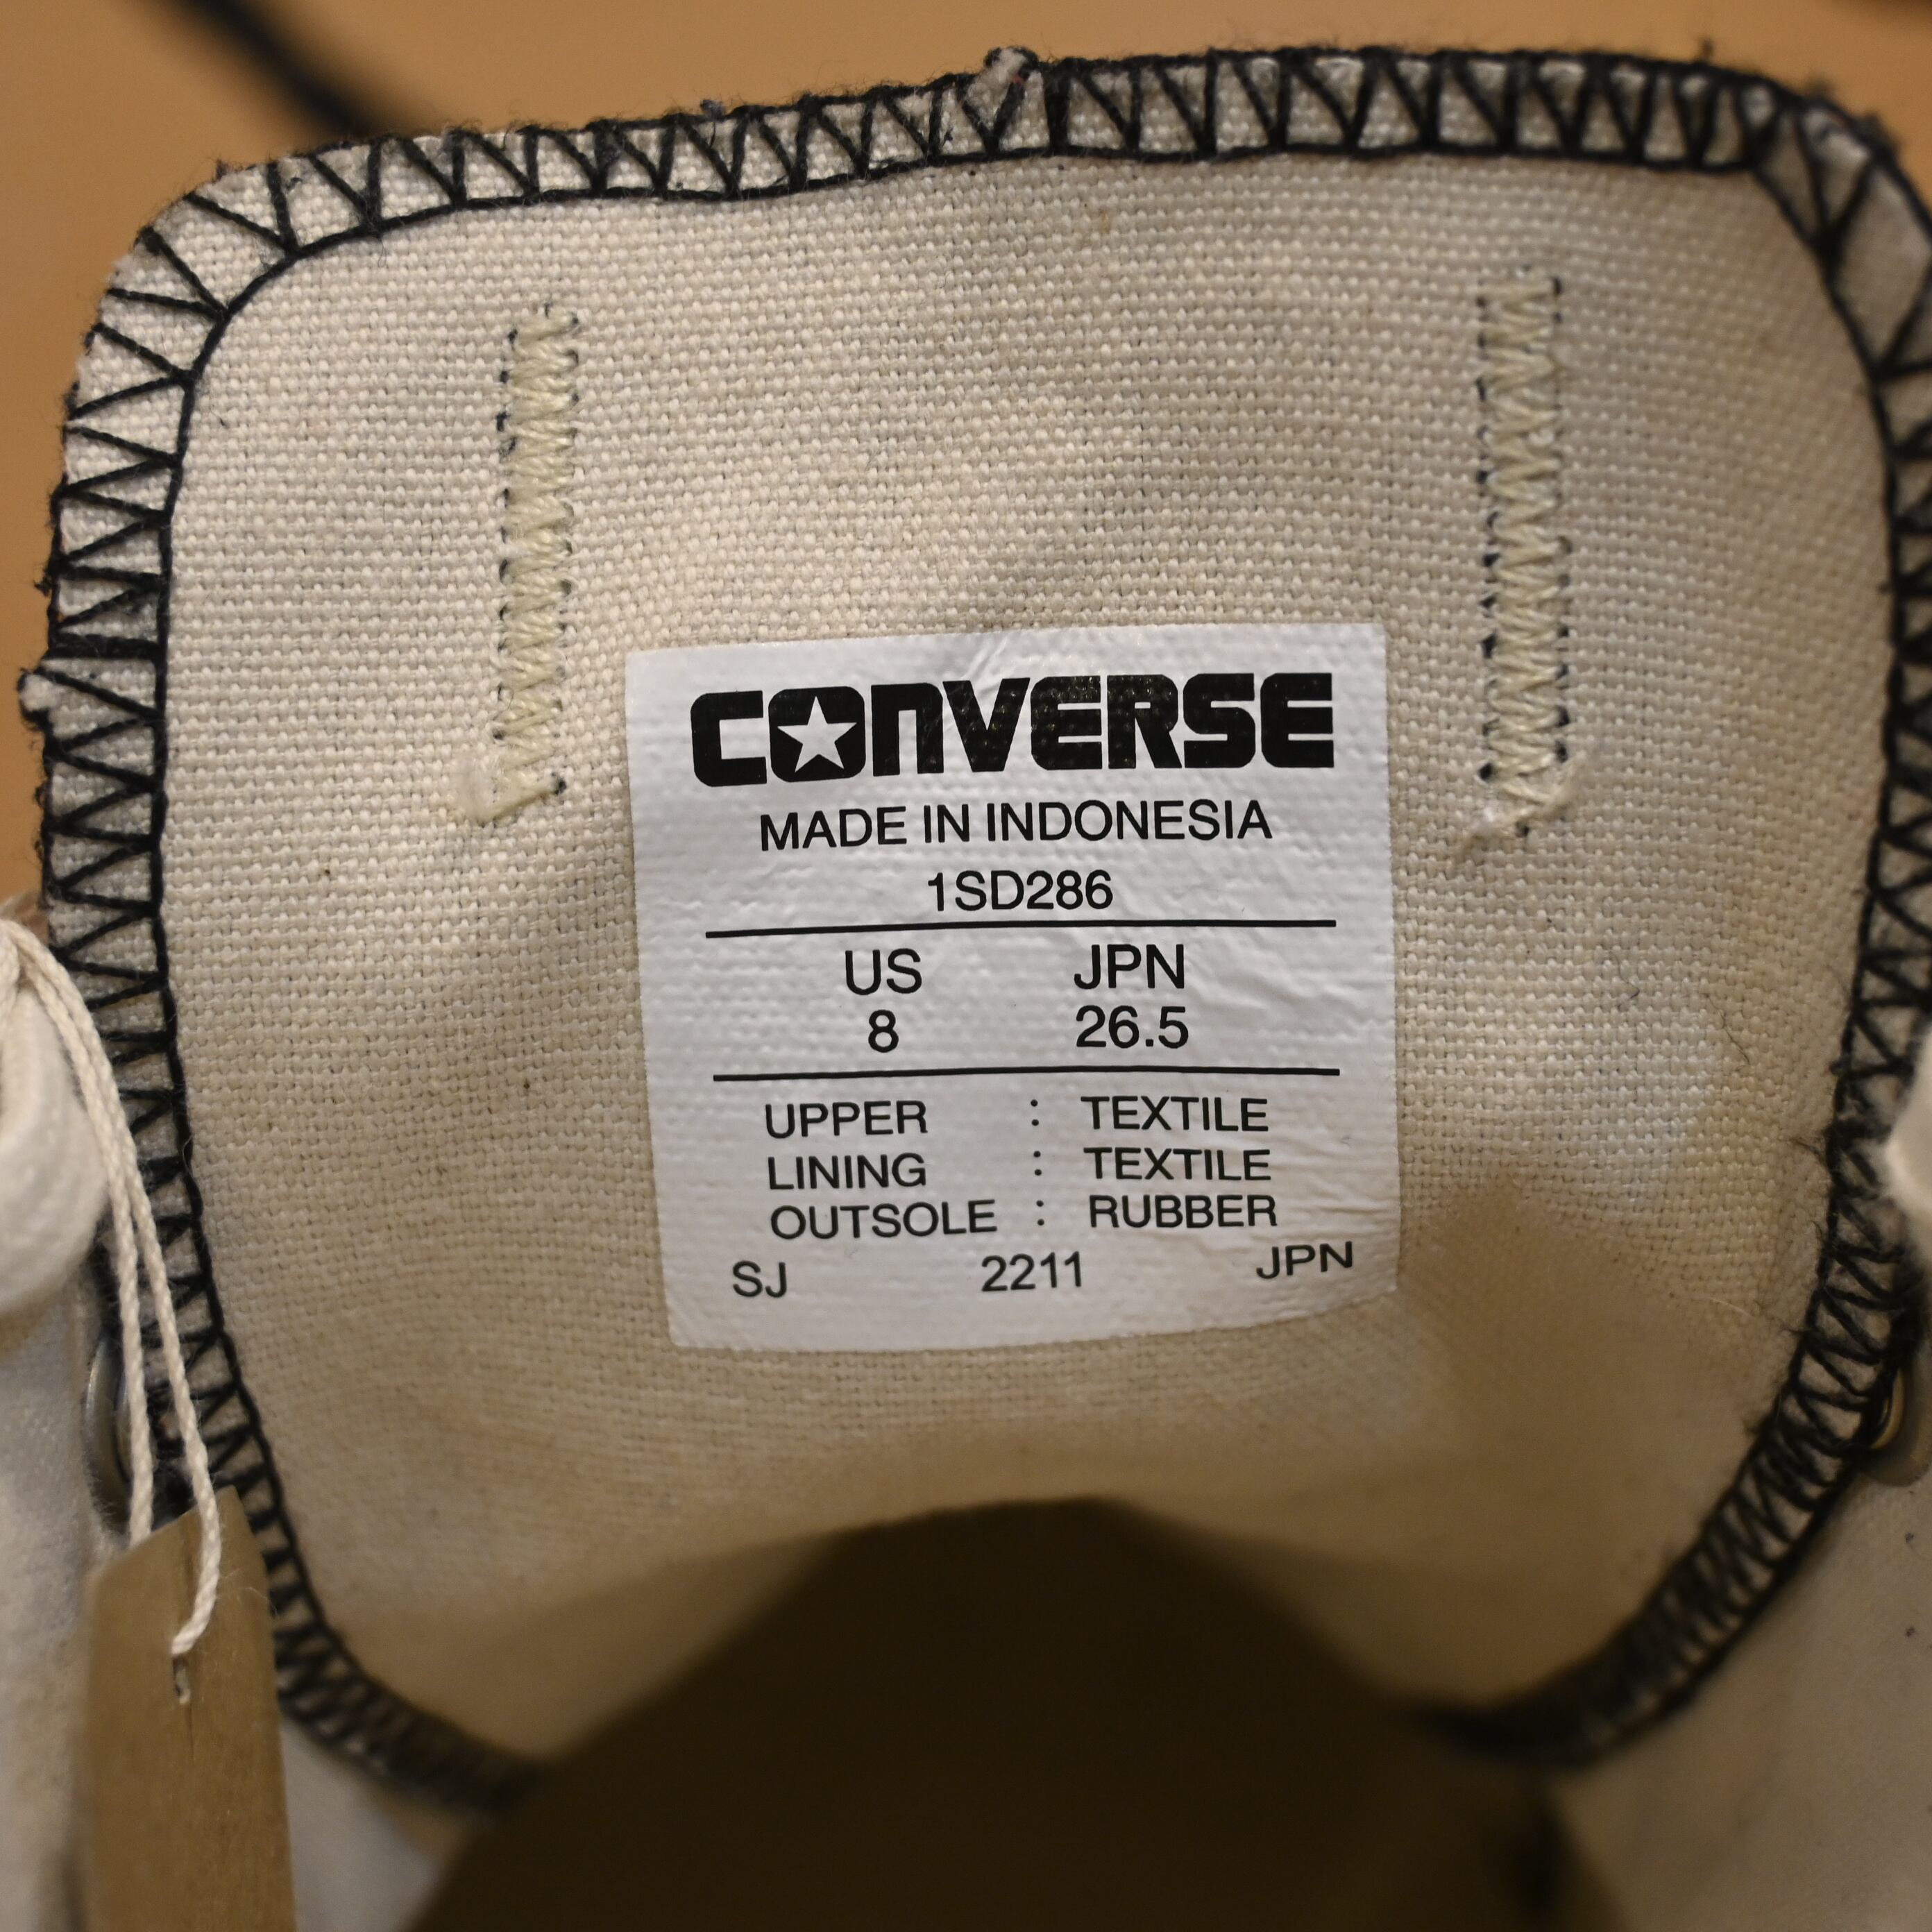 CONVERSE
MADE IN INDONESIA
1SD286
US JPN
8 26.5
UPPER : TEXTILE
LINING : TEXTILE
OUTSOLE : RUBBER
SJ 2211 JPN